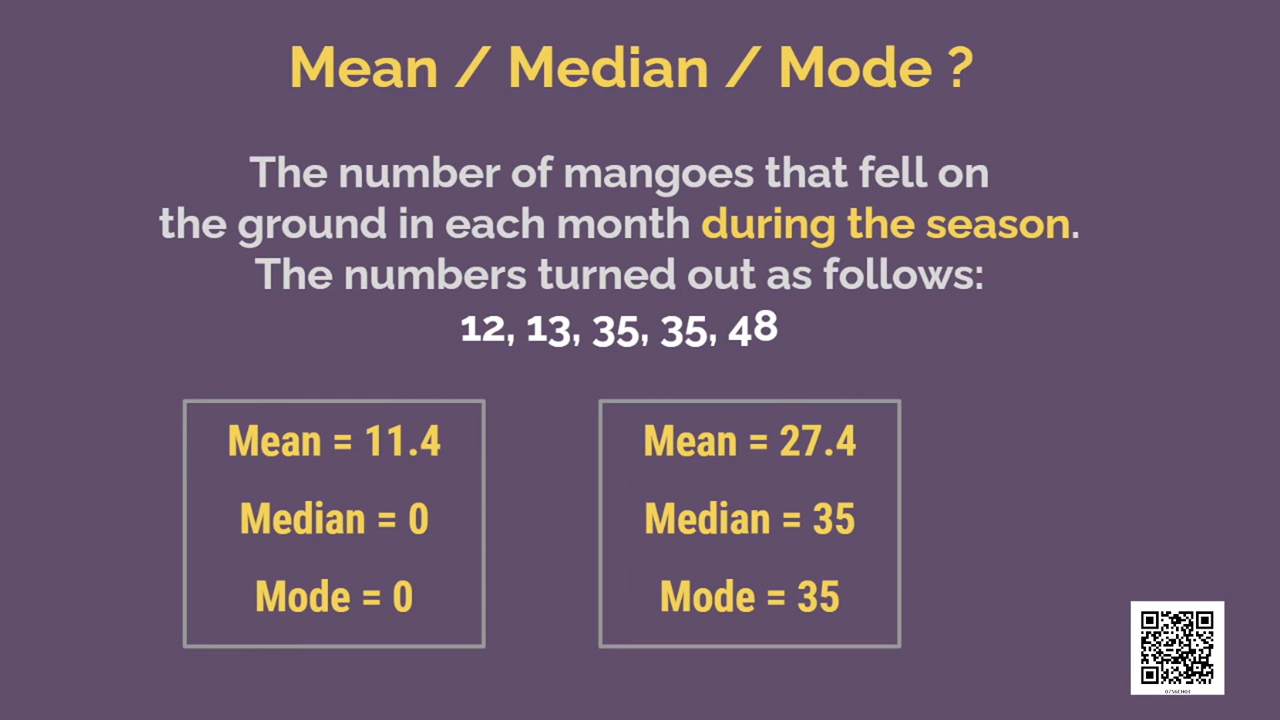 Mean / Median / Mode ?
The number of mangoes that fell on
the ground in each month during the season.
The numbers turned out as follows:
12, 13, 35, 35, 48
Mean = 11.4
Median = 0
Mode = 0
Mean = 27.4
Median = 35
Mode = 35